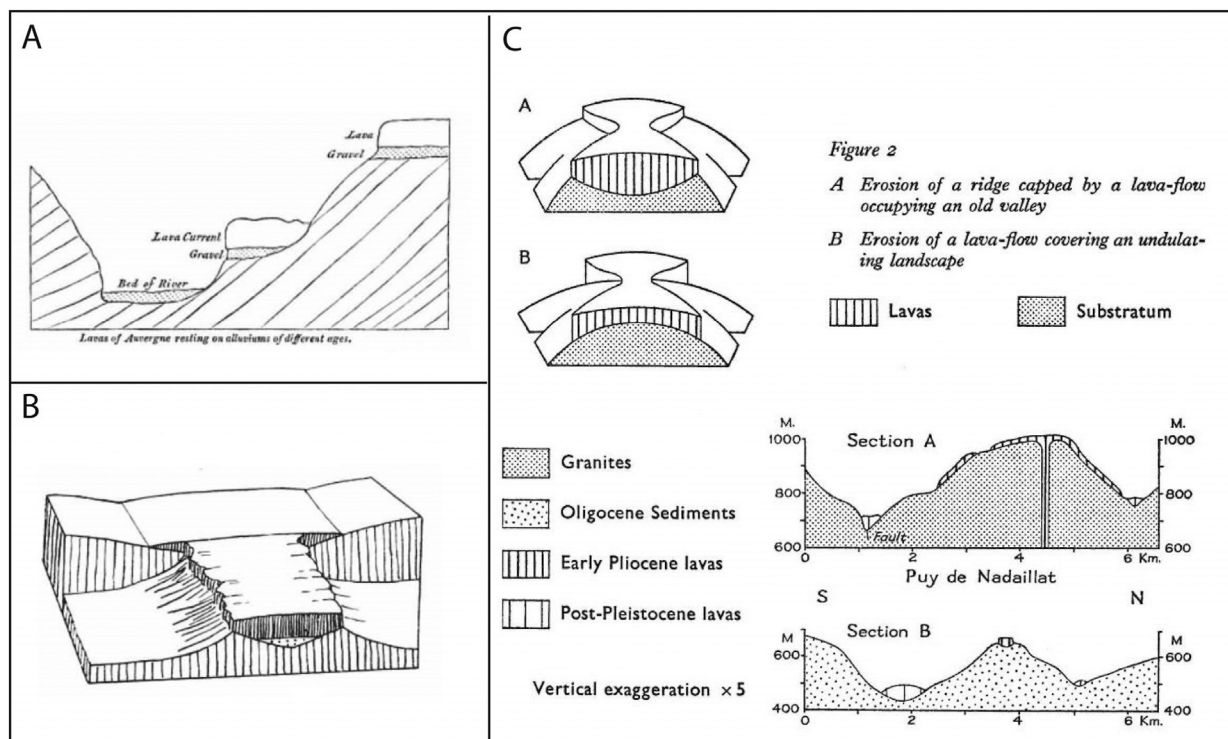 A
Lava
Gravel
Lava Current
Gravel
Bed of River
Lavas of Auvergne resting on alluviums of different ages.
B
C
A
B
Figure 2
A Erosion of a ridge capped by a lava-flow
occupying an old valley
B Erosion of a lava-flow covering an undulat-
ing landscape
Lavas
Substratum
Granites
Oligocene Sediments
Early Pliocene lavas
Post-Pleistocene lavas
Vertical exaggeration ×5
M.
M.
1000
Section A
1000
800
800
600
Fault
600
0
2
4
6 Km.
Puy de Nadaillat
S
N
M
Section B
M
600
600
400
400
0
2
4
6 Km.